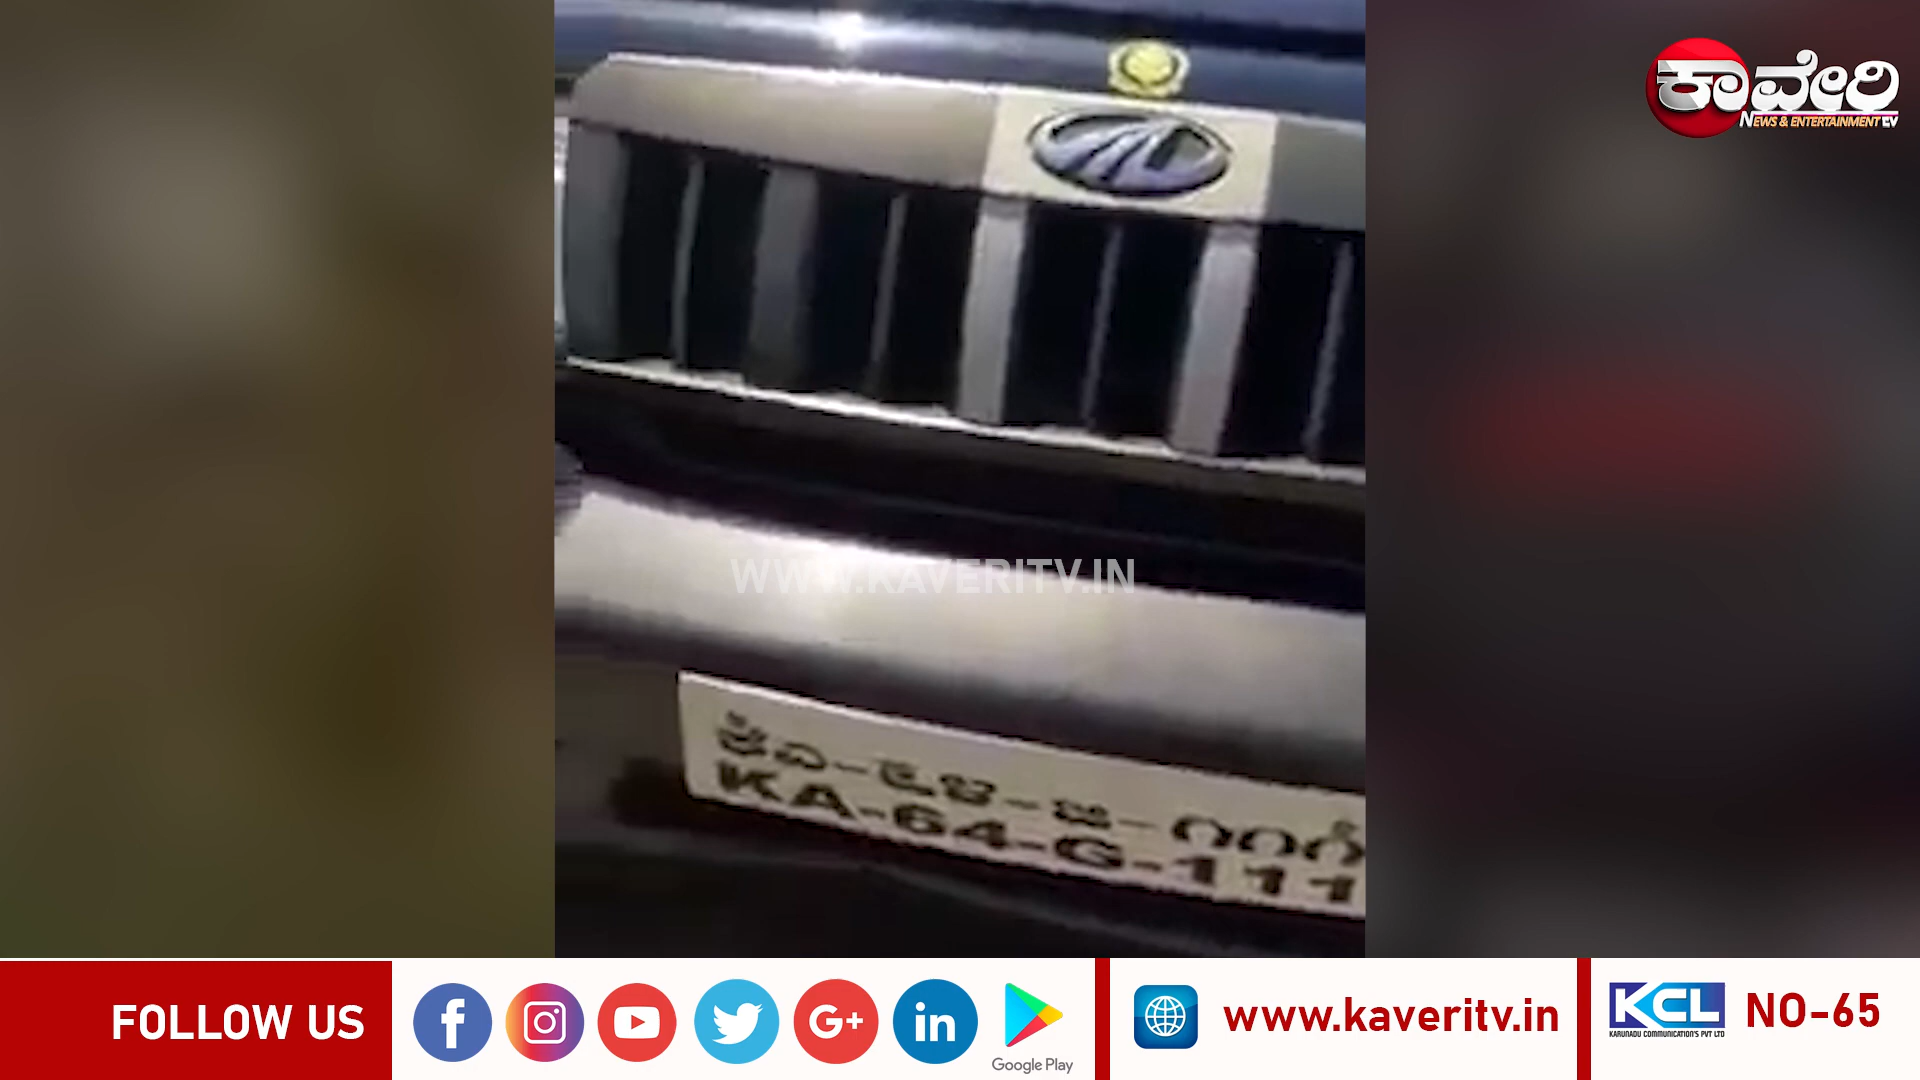 ಕಾವೇರಿ
NEWS & ENTERTAINMENT TV
WWW.KAVERITV.IN
KA-64-G-111
FOLLOW US
Google Play
www.kaveritv.in
KCL
KARUNADU COMMUNICATION'S PVT LTD
NO-65